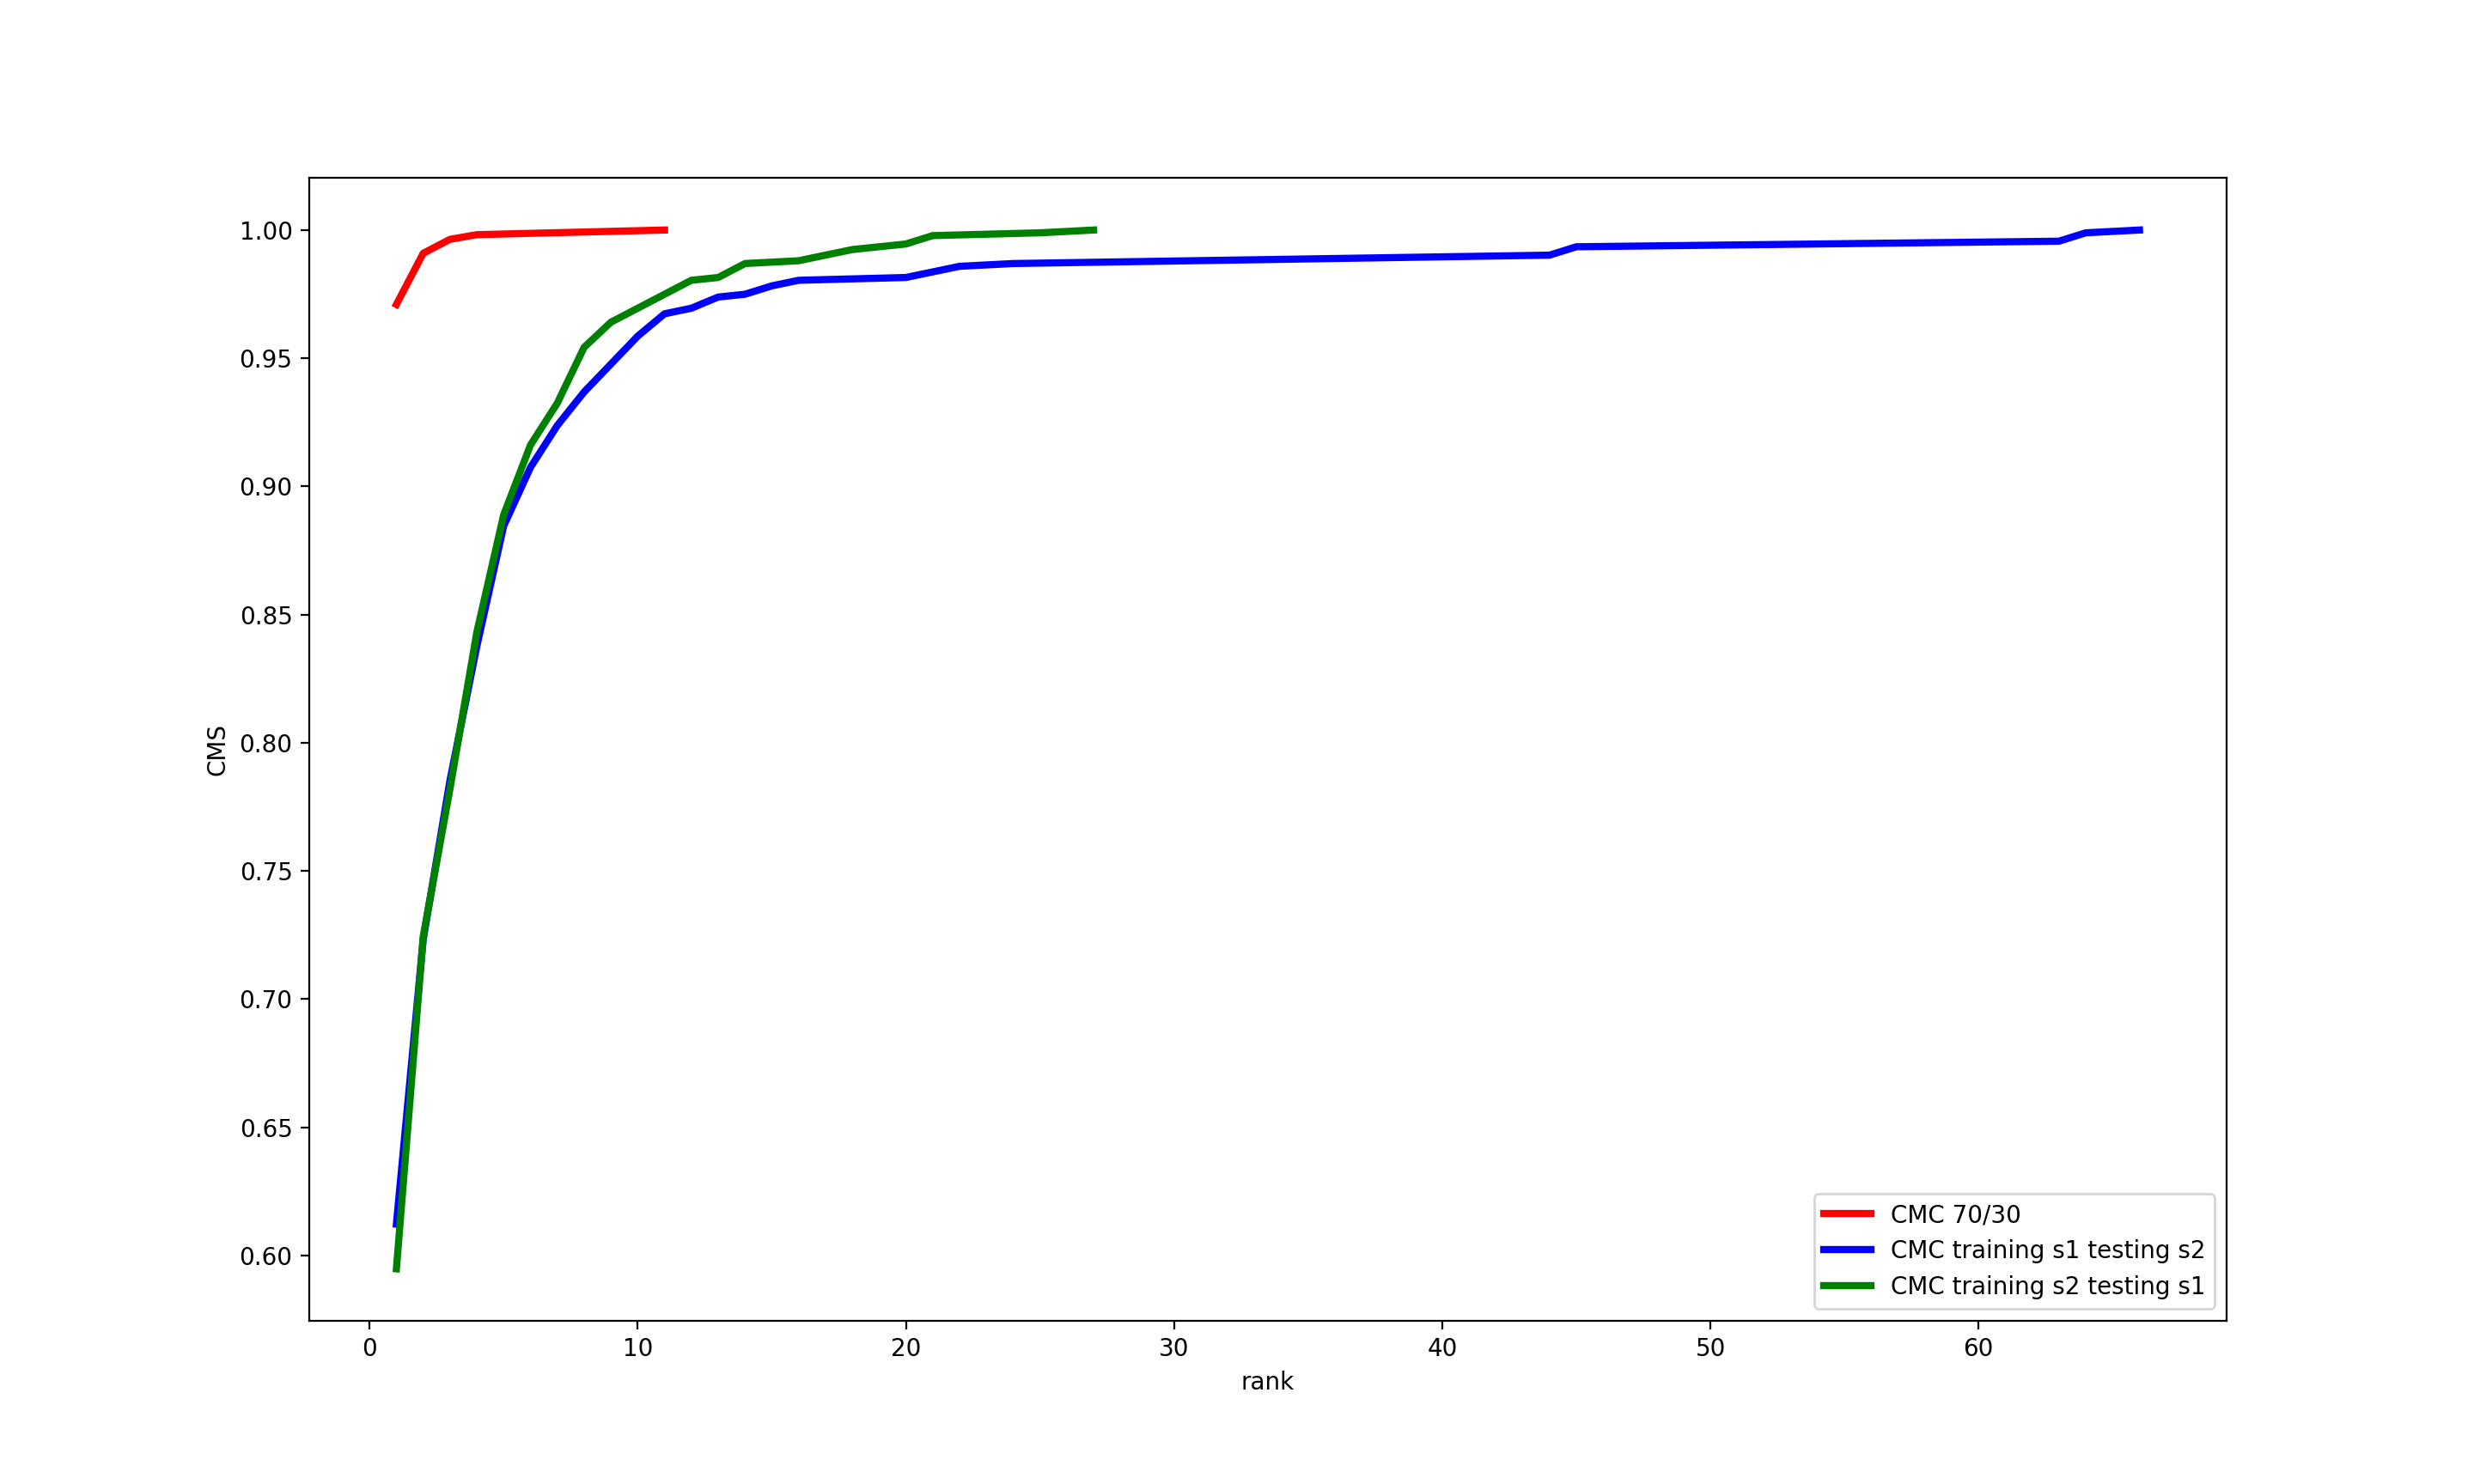 1.00
0.95
0.90
0.85
0.80
0.75
0.70
0.65
0.60
CMS
0 10 20 30 40 50 60
rank
CMC 70/30
CMC training s1 testing s2
CMC training s2 testing s1